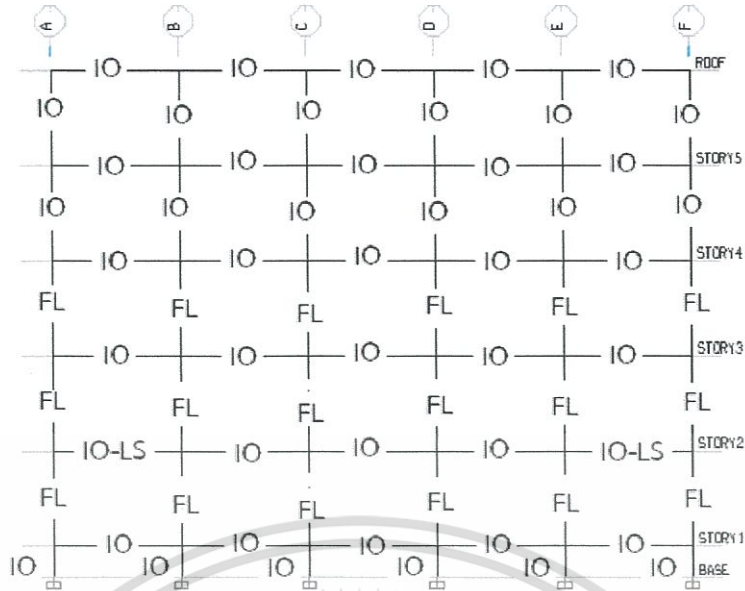 A B C D E F
IO IO IO IO IO ROOF
IO IO IO IO IO IO
IO IO IO IO IO STORY5
IO IO IO IO IO IO
IO IO IO IO IO STORY4
FL FL FL FL FL FL
IO IO IO IO IO STORY3
FL FL FL FL FL FL
IO-LS IO IO IO IO-LS STORY2
FL FL FL FL FL FL
IO IO IO IO IO STORY1
IO IO IO IO IO IO BASE